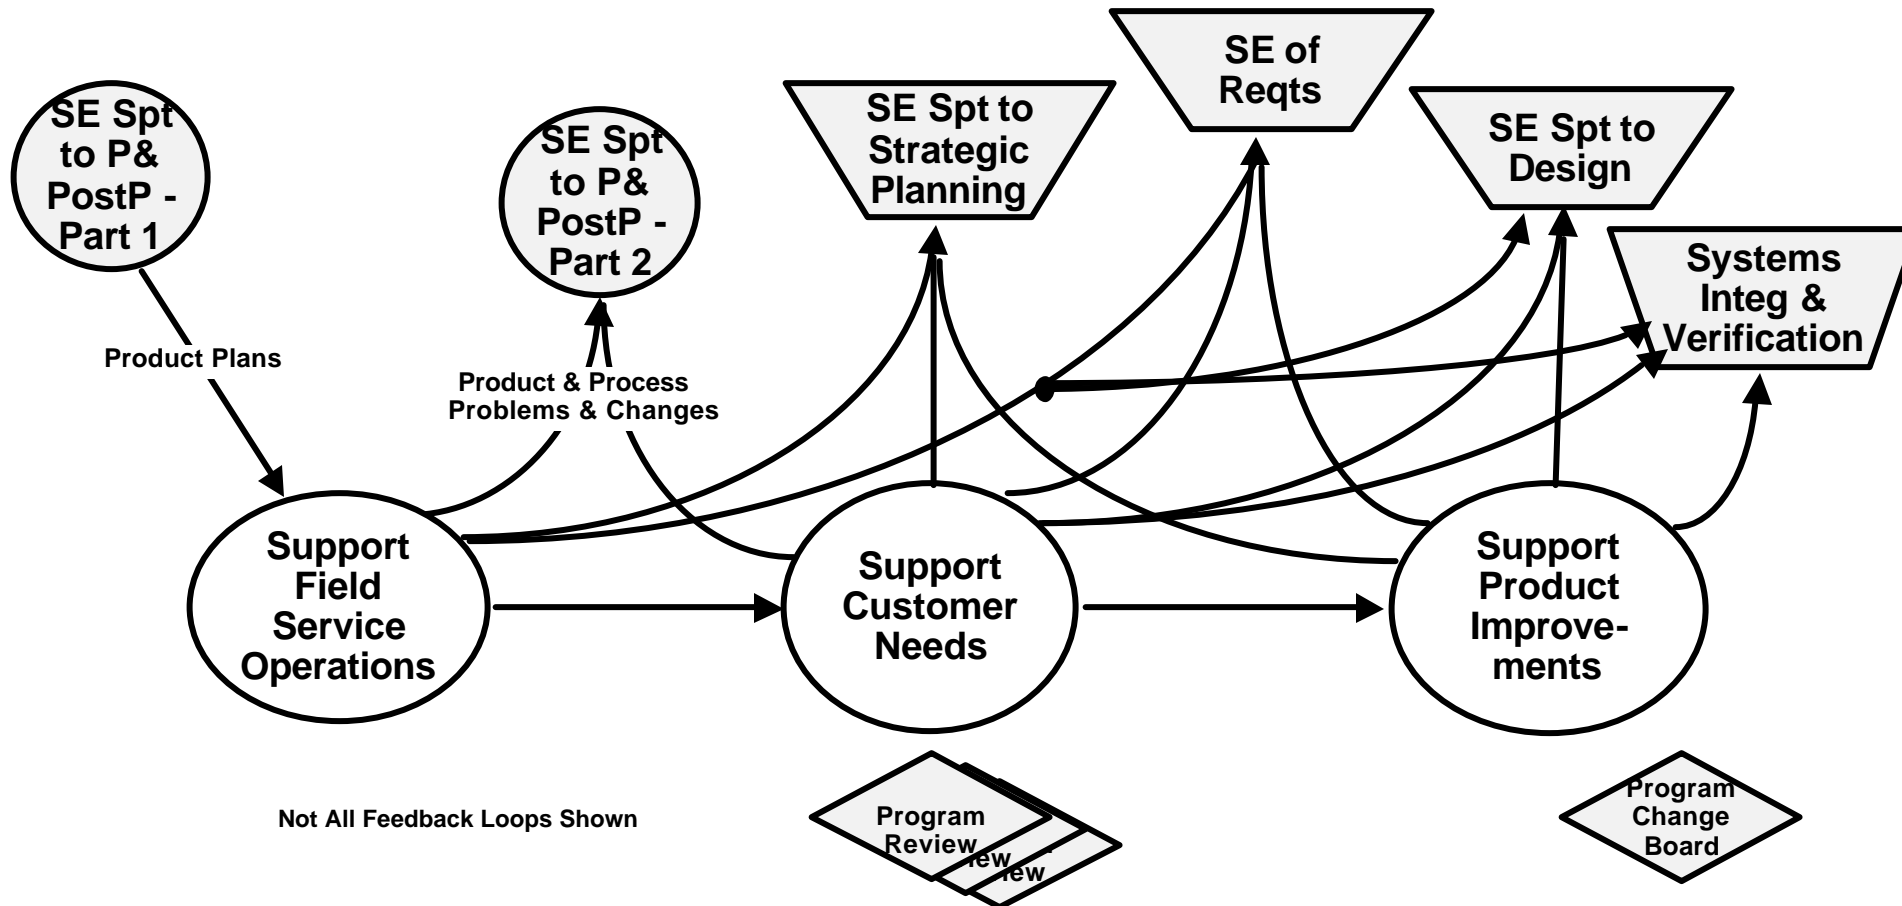 SE of
Reqts
SE Spt
to P&
PostP -
Part 1
SE Spt
to P&
PostP -
Part 2
SE Spt to
Strategic
Planning
SE Spt to
Design
Systems
Integ &
Verification
Product Plans
Product & Process
Problems & Changes
Support
Field
Service
Operations
Support
Customer
Needs
Support
Product
Improve-
ments
Not All Feedback Loops Shown
Program
Review
iew
iew
Program
Change
Board